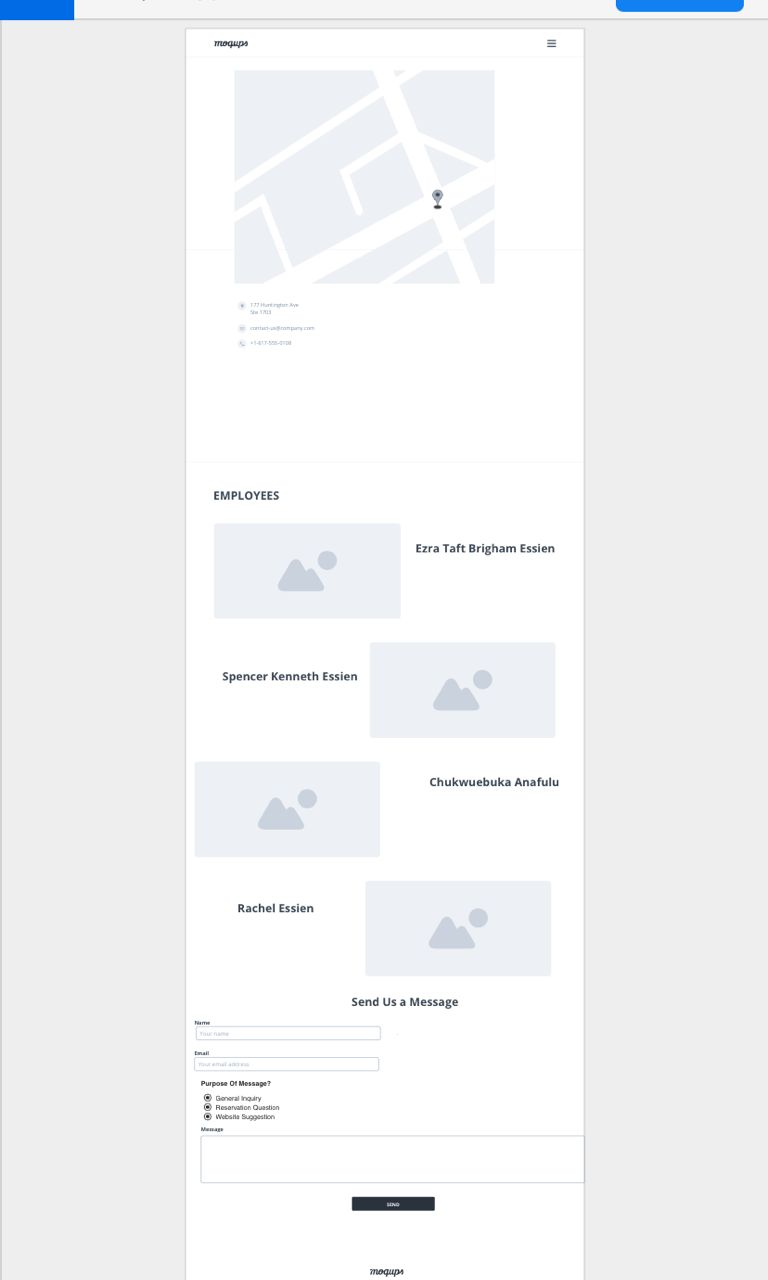 moqups
177 Huntington Ave
Ste 1703
contact-us@company.com
+1-617-555-0108
EMPLOYEES
Ezra Taft Brigham Essien
Spencer Kenneth Essien
Chukwuebuka Anafulu
Rachel Essien
Send Us a Message
Name
Your name
Email
Your email address
Purpose Of Message?
General Inquiry
Reservation Question
Website Suggestion
Message
SEND
moqups